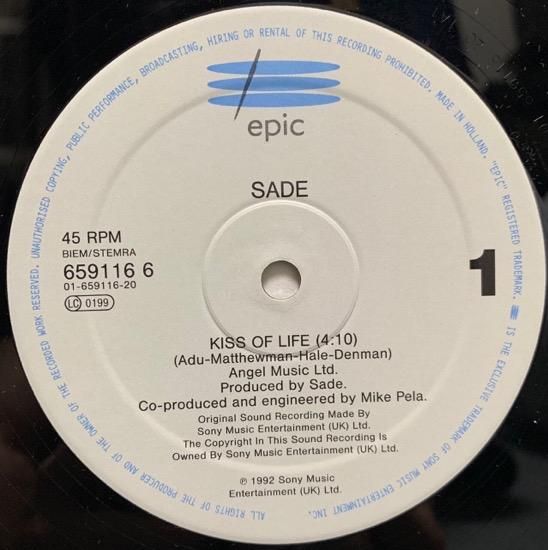 ALL RIGHTS OF THE PRODUCER AND OF THE OWNER OF THE RECORDED WORK RESERVED. UNAUTHORISED COPYING, PUBLIC PERFORMANCE, BROADCASTING, HIRING OR RENTAL OF THIS RECORDING PROHIBITED. MADE IN HOLLAND. "EPIC" REGISTERED TRADEMARK. IS THE EXCLUSIVE TRADEMARK OF SONY MUSIC ENTERTAINMENT INC.
epic
SADE
45 RPM
BIEM/STEMRA
659116 6
01-659116-20
LC 0199
1
KISS OF LIFE (4:10)
(Adu-Matthewman-Hale-Denman)
Angel Music Ltd.
Produced by Sade.
Co-produced and engineered by Mike Pela.
Original Sound Recording Made By
Sony Music Entertainment (UK) Ltd.
The Copyright In This Sound Recording Is
Owned By Sony Music Entertainment (UK) Ltd.
℗ 1992 Sony Music
Entertainment (UK) Ltd.